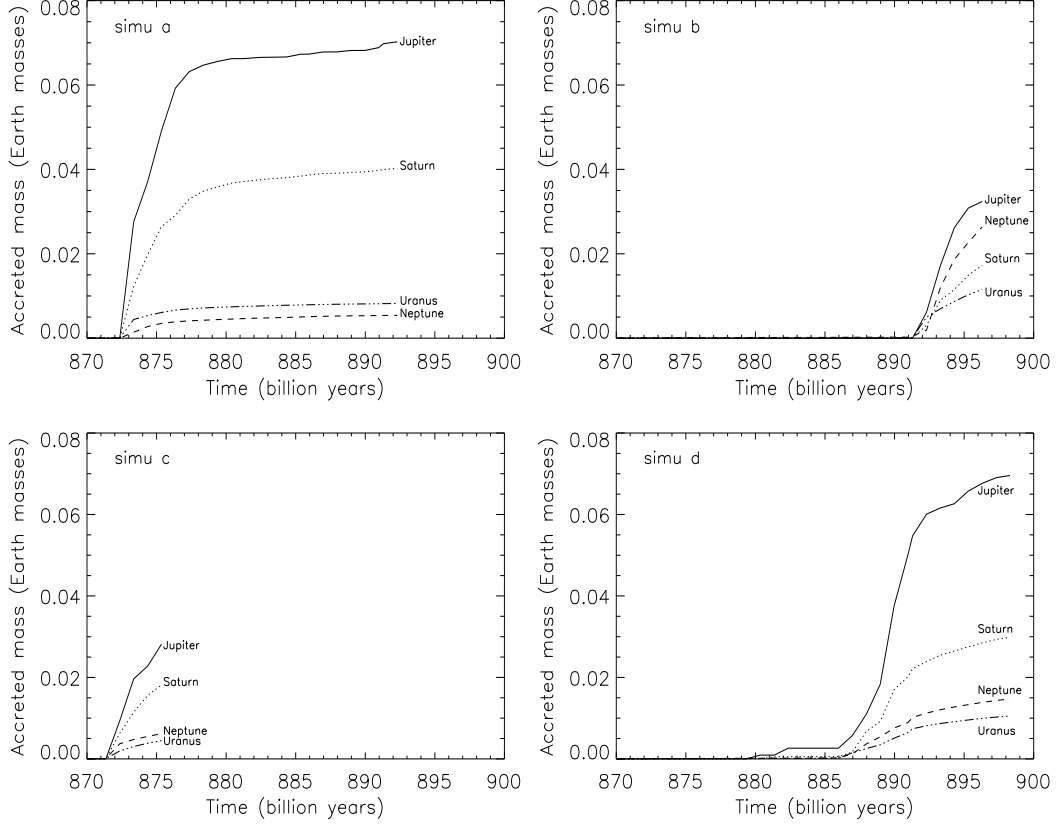 simu a
0.08
0.06
0.04
0.02
0.00
Accreted mass (Earth masses)
Jupiter
Saturn
Uranus
Neptune
870 875 880 885 890 895 900
Time (billion years)
simu b
0.08
0.06
0.04
0.02
0.00
Accreted mass (Earth masses)
Jupiter
Neptune
Saturn
Uranus
870 875 880 885 890 895 900
Time (billion years)
simu c
0.08
0.06
0.04
0.02
0.00
Accreted mass (Earth masses)
Jupiter
Saturn
Neptune
Uranus
870 875 880 885 890 895 900
Time (billion years)
simu d
0.08
0.06
0.04
0.02
0.00
Accreted mass (Earth masses)
Jupiter
Saturn
Neptune
Uranus
870 875 880 885 890 895 900
Time (billion years)